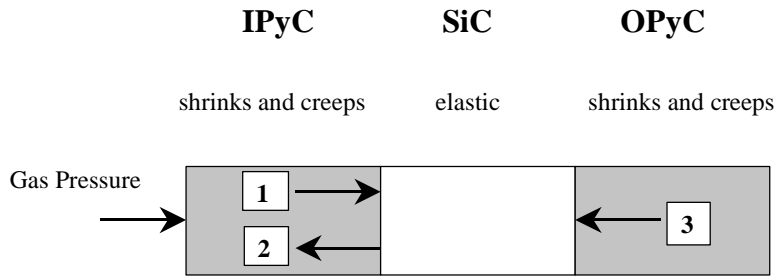 IPyC SiC OPyC
shrinks and creeps elastic shrinks and creeps
Gas Pressure
1
2
3